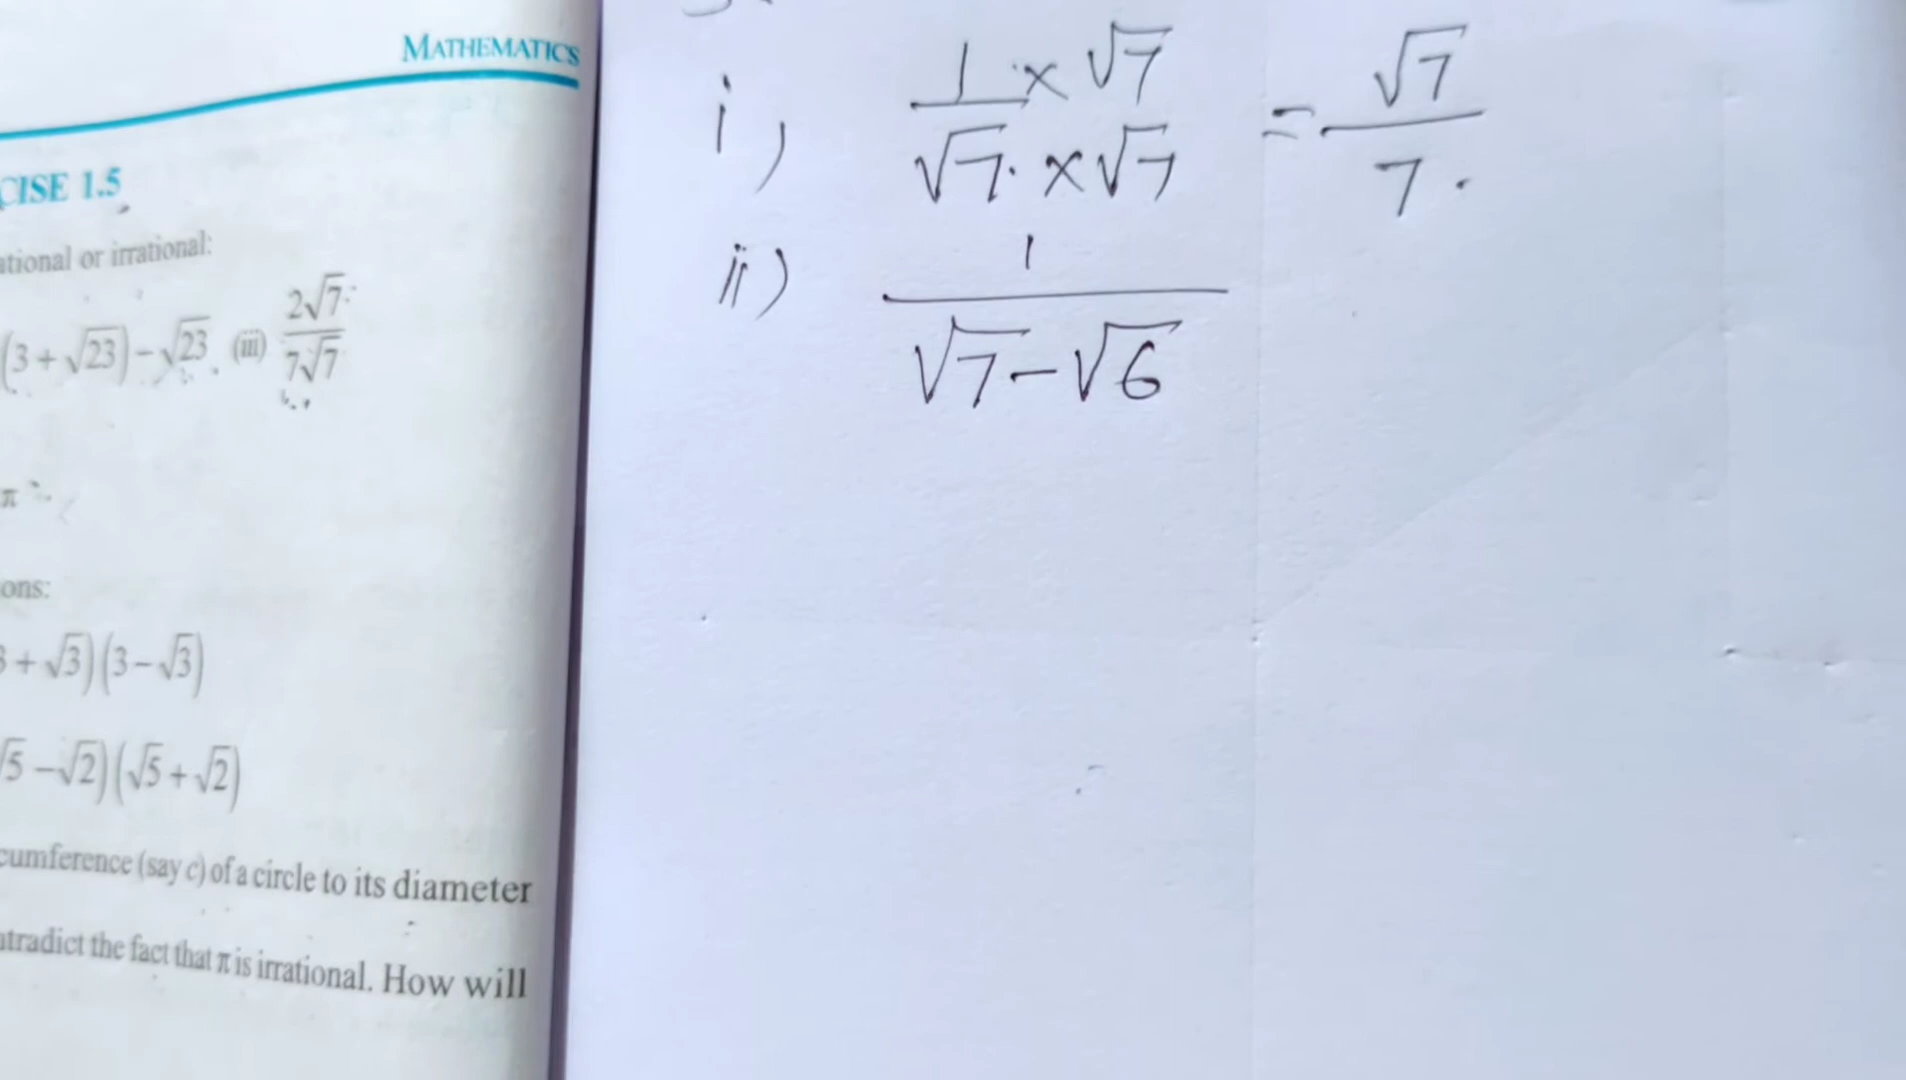 MATHEMATICS
CISE 1.5
ational or irrational:
(3 + √23) − √23 (iii) 2√7 / 7√7
π
ons:
3 + √3)(3 − √3)
√5 − √2)(√5 + √2)
cumference (say c) of a circle to its diameter
ntradict the fact that π is irrational. How will
i) 1 × √7 / √7 × √7 = √7 / 7.
ii) 1 / √7 − √6